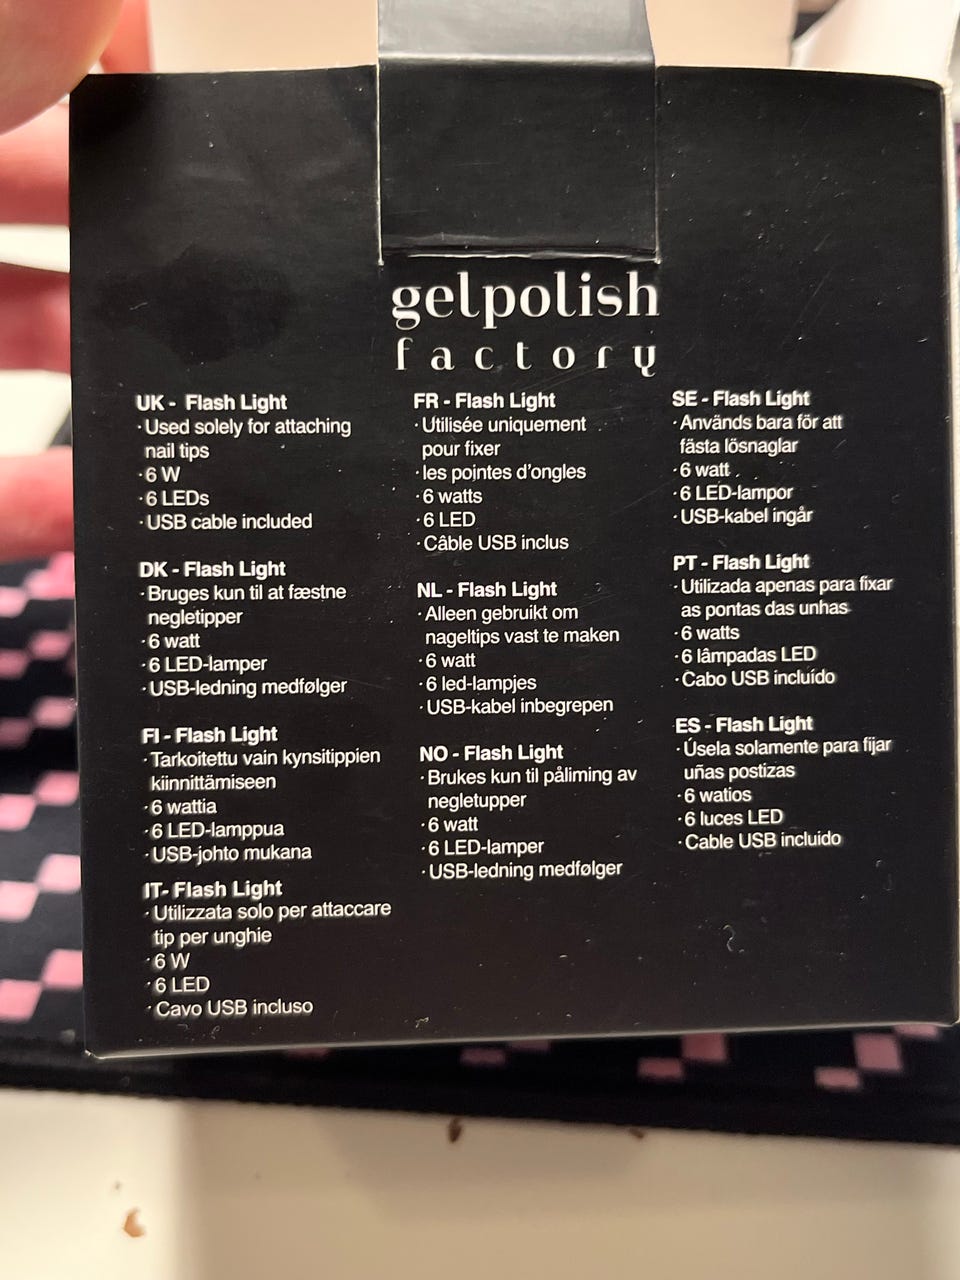 gelpolish
factory
UK - Flash Light
·Used solely for attaching
nail tips
·6 W
·6 LEDs
·USB cable included
DK - Flash Light
·Bruges kun til at fæstne
negletipper
·6 watt
·6 LED-lamper
·USB-ledning medfølger
FI - Flash Light
·Tarkoitettu vain kynsitippien
kiinnittämiseen
·6 wattia
·6 LED-lamppua
·USB-johto mukana
IT- Flash Light
·Utilizzata solo per attaccare
tip per unghie
·6 W
·6 LED
·Cavo USB incluso
FR - Flash Light
·Utilisée uniquement
pour fixer
·les pointes d'ongles
·6 watts
·6 LED
·Câble USB inclus
NL - Flash Light
·Alleen gebruikt om
nageltips vast te maken
·6 watt
·6 led-lampjes
·USB-kabel inbegrepen
NO - Flash Light
·Brukes kun til påliming av
negletupper
·6 watt
·6 LED-lamper
·USB-ledning medfølger
SE - Flash Light
·Används bara för att
fästa lösnaglar
·6 watt
·6 LED-lampor
·USB-kabel ingår
PT - Flash Light
·Utilizada apenas para fixar
as pontas das unhas
·6 watts
·6 lâmpadas LED
·Cabo USB incluído
ES - Flash Light
·Úsela solamente para fijar
uñas postizas
·6 watios
·6 luces LED
·Cable USB incluido